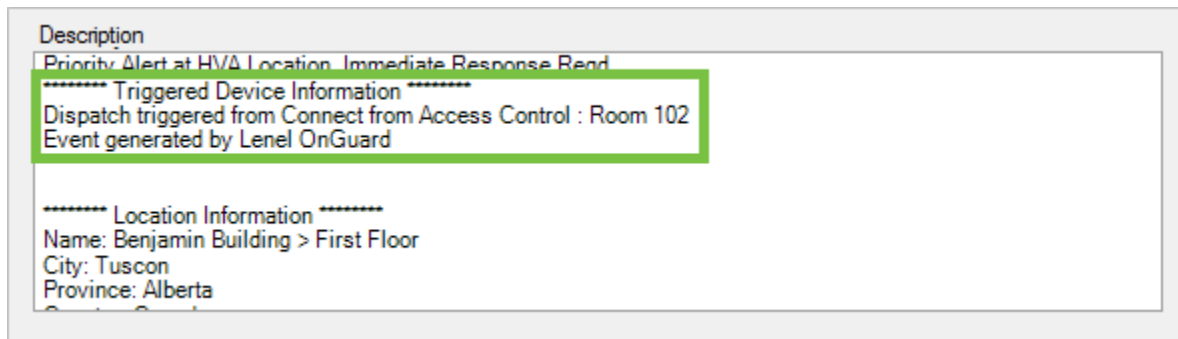 Description
Priority Alert at HVA Location. Immediate Response Reqd
******** Triggered Device Information ********
Dispatch triggered from Connect from Access Control : Room 102
Event generated by Lenel OnGuard
******** Location Information ********
Name: Benjamin Building > First Floor
City: Tuscon
Province: Alberta